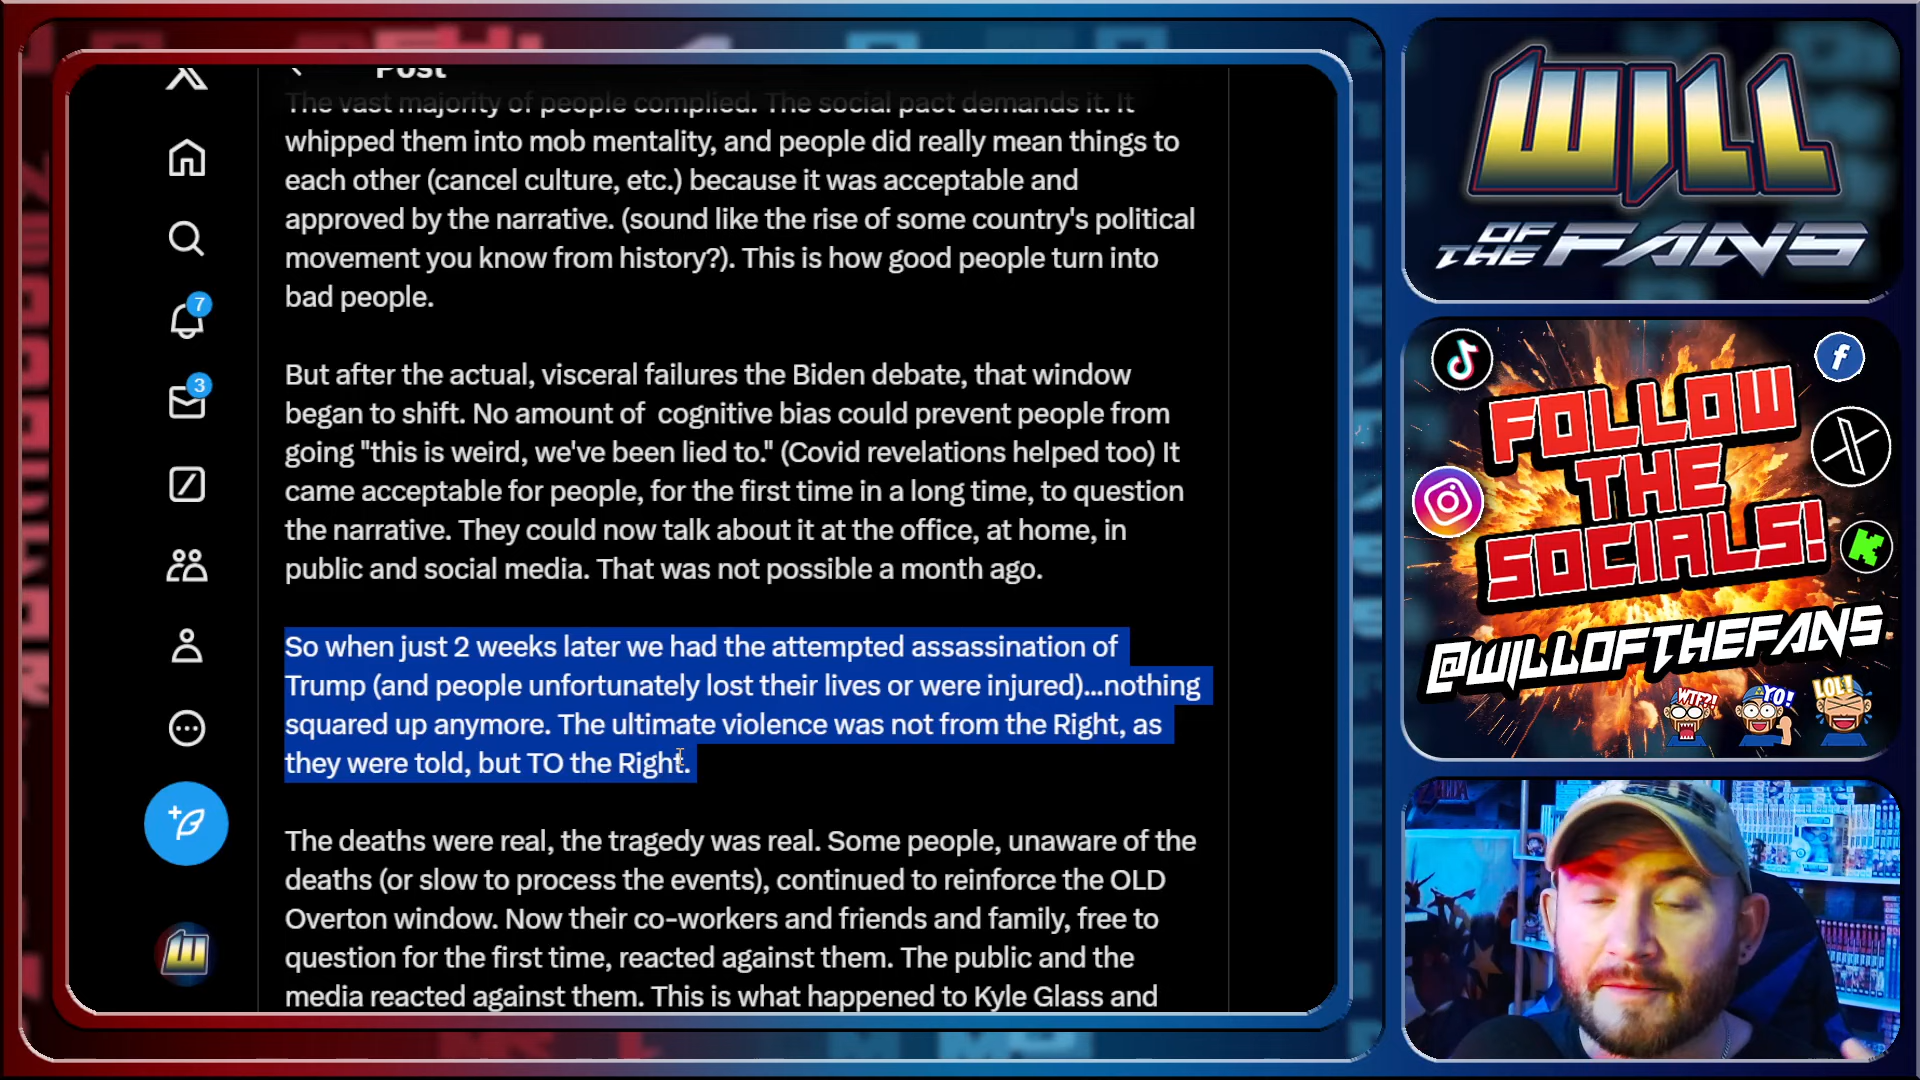 Post
The vast majority of people complied. The social pact demands it. It
whipped them into mob mentality, and people did really mean things to
each other (cancel culture, etc.) because it was acceptable and
approved by the narrative. (sound like the rise of some country's political
movement you know from history?). This is how good people turn into
bad people.
But after the actual, visceral failures the Biden debate, that window
began to shift. No amount of  cognitive bias could prevent people from
going "this is weird, we've been lied to." (Covid revelations helped too) It
came acceptable for people, for the first time in a long time, to question
the narrative. They could now talk about it at the office, at home, in
public and social media. That was not possible a month ago.
So when just 2 weeks later we had the attempted assassination of
Trump (and people unfortunately lost their lives or were injured)...nothing
squared up anymore. The ultimate violence was not from the Right, as
they were told, but TO the Right.
The deaths were real, the tragedy was real. Some people, unaware of the
deaths (or slow to process the events), continued to reinforce the OLD
Overton window. Now their co-workers and friends and family, free to
question for the first time, reacted against them. The public and the
media reacted against them. This is what happened to Kyle Glass and
7
3
WILL
OF THE FANS
FOLLOW
THE
SOCIALS!
@WILLOFTHEFANS
WTF?!
YO!
LOL!